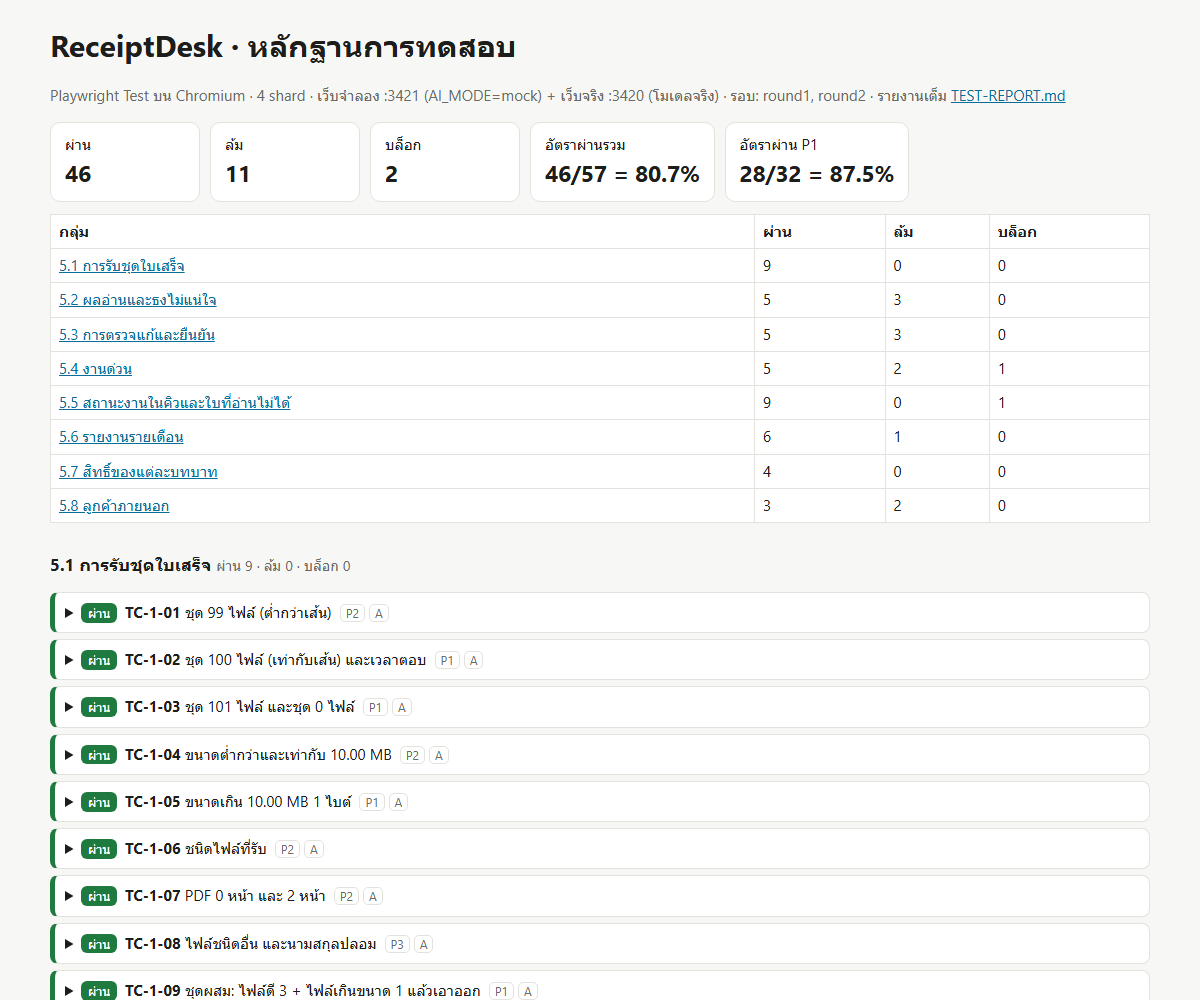 ReceiptDesk · หลักฐานการทดสอบ
Playwright Test บน Chromium · 4 shard · เว็บจำลอง :3421 (AI_MODE=mock) + เว็บจริง :3420 (โมเดลจริง) · รอบ: round1, round2 · รายงานเต็ม TEST-REPORT.md
ผ่าน ล้ม บล็อก อัตราผ่านรวม อัตราผ่าน P1
46 11 2 46/57 = 80.7% 28/32 = 87.5%
กลุ่ม ผ่าน ล้ม บล็อก
5.1 การรับชุดใบเสร็จ 9 0 0
5.2 ผลอ่านและธงไม่แน่ใจ 5 3 0
5.3 การตรวจแก้และยืนยัน 5 3 0
5.4 งานด่วน 5 2 1
5.5 สถานะงานในคิวและใบที่อ่านไม่ได้ 9 0 1
5.6 รายงานรายเดือน 6 1 0
5.7 สิทธิ์ของแต่ละบทบาท 4 0 0
5.8 ลูกค้าภายนอก 3 2 0
5.1 การรับชุดใบเสร็จ ผ่าน 9 · ล้ม 0 · บล็อก 0
ผ่าน TC-1-01 ชุด 99 ไฟล์ (ต่ำกว่าเส้น) P2 A
ผ่าน TC-1-02 ชุด 100 ไฟล์ (เท่ากับเส้น) และเวลาตอบ P1 A
ผ่าน TC-1-03 ชุด 101 ไฟล์ และชุด 0 ไฟล์ P1 A
ผ่าน TC-1-04 ขนาดต่ำกว่าและเท่ากับ 10.00 MB P2 A
ผ่าน TC-1-05 ขนาดเกิน 10.00 MB 1 ไบต์ P1 A
ผ่าน TC-1-06 ชนิดไฟล์ที่รับ P2 A
ผ่าน TC-1-07 PDF 0 หน้า และ 2 หน้า P2 A
ผ่าน TC-1-08 ไฟล์ชนิดอื่น และนามสกุลปลอม P3 A
ผ่าน TC-1-09 ชุดผสม: ไฟล์ดี 3 + ไฟล์เกินขนาด 1 แล้วเอาออก P1 A